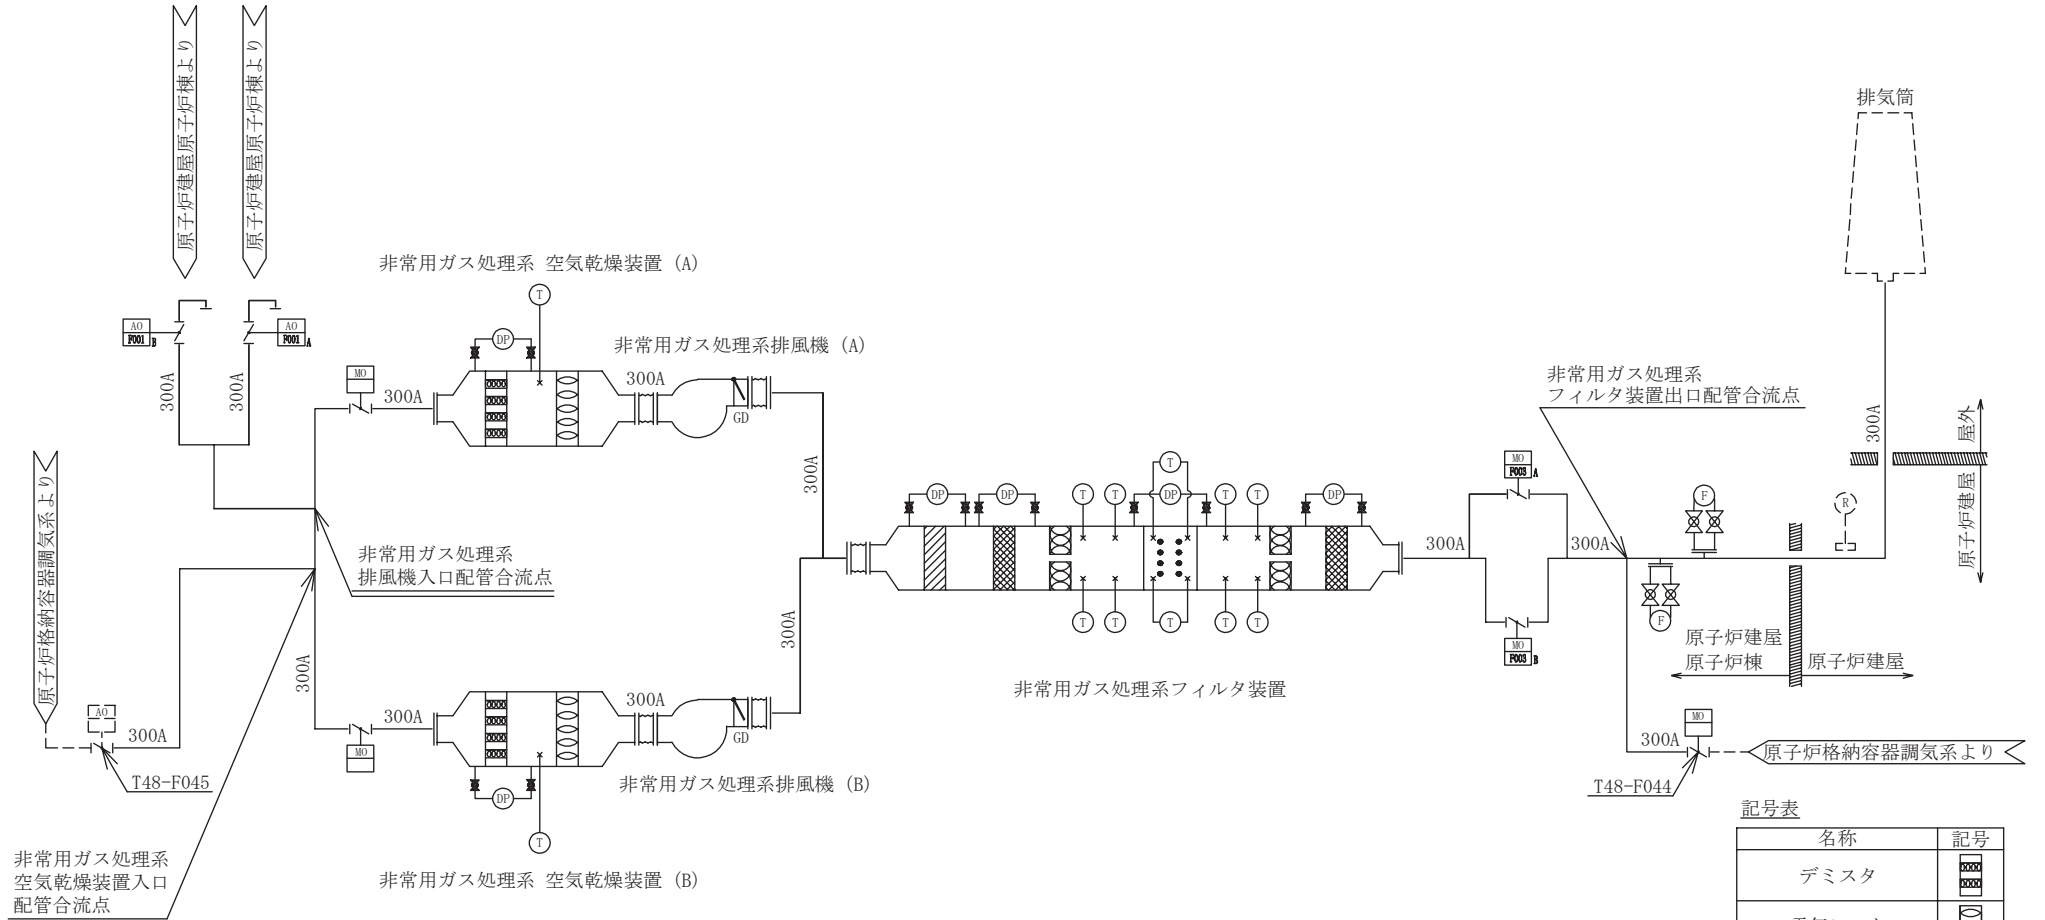 原子炉建屋原子炉棟より
原子炉建屋原子炉棟より
排気筒
非常用ガス処理系 空気乾燥装置 (A)
T
AO
F001 B
AO
F001 A
DP
非常用ガス処理系排風機 (A)
300A
300A
MO
300A
300A
GD
非常用ガス処理系
フィルタ装置出口配管合流点
300A
屋外
原子炉建屋
原子炉格納容器調気系より
300A
T
MO
F003 A
DP
DP
T
T
DP
T
T
DP
F
R
非常用ガス処理系
排風機入口配管合流点
300A
300A
300A
300A
300A
T
T
T
T
T
F
MO
F003 B
原子炉建屋
原子炉棟
原子炉建屋
非常用ガス処理系フィルタ装置
AO
300A
T48-F045
300A
MO
300A
GD
DP
T
非常用ガス処理系排風機 (B)
MO
300A
原子炉格納容器調気系より
T48-F044
非常用ガス処理系
空気乾燥装置入口
配管合流点
非常用ガス処理系 空気乾燥装置 (B)
記号表
名称 記号
デミスタ